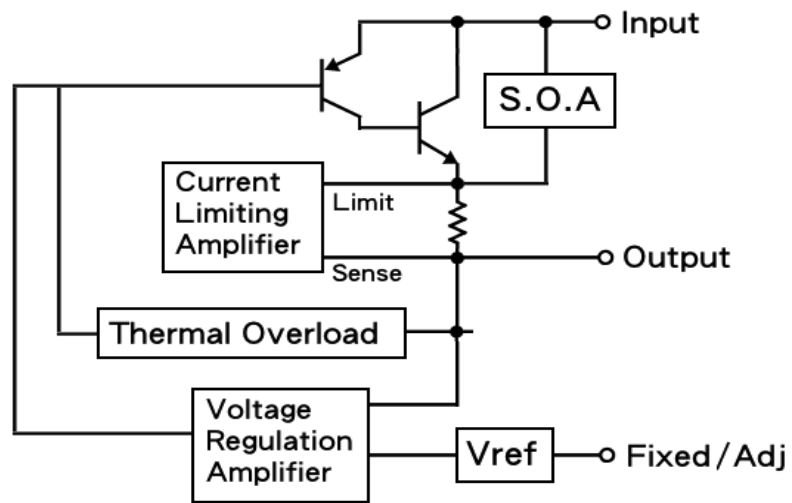 Input
S.O.A
Current
Limiting
Amplifier
Limit
Sense
Output
Thermal Overload
Voltage
Regulation
Amplifier
Vref
Fixed/Adj